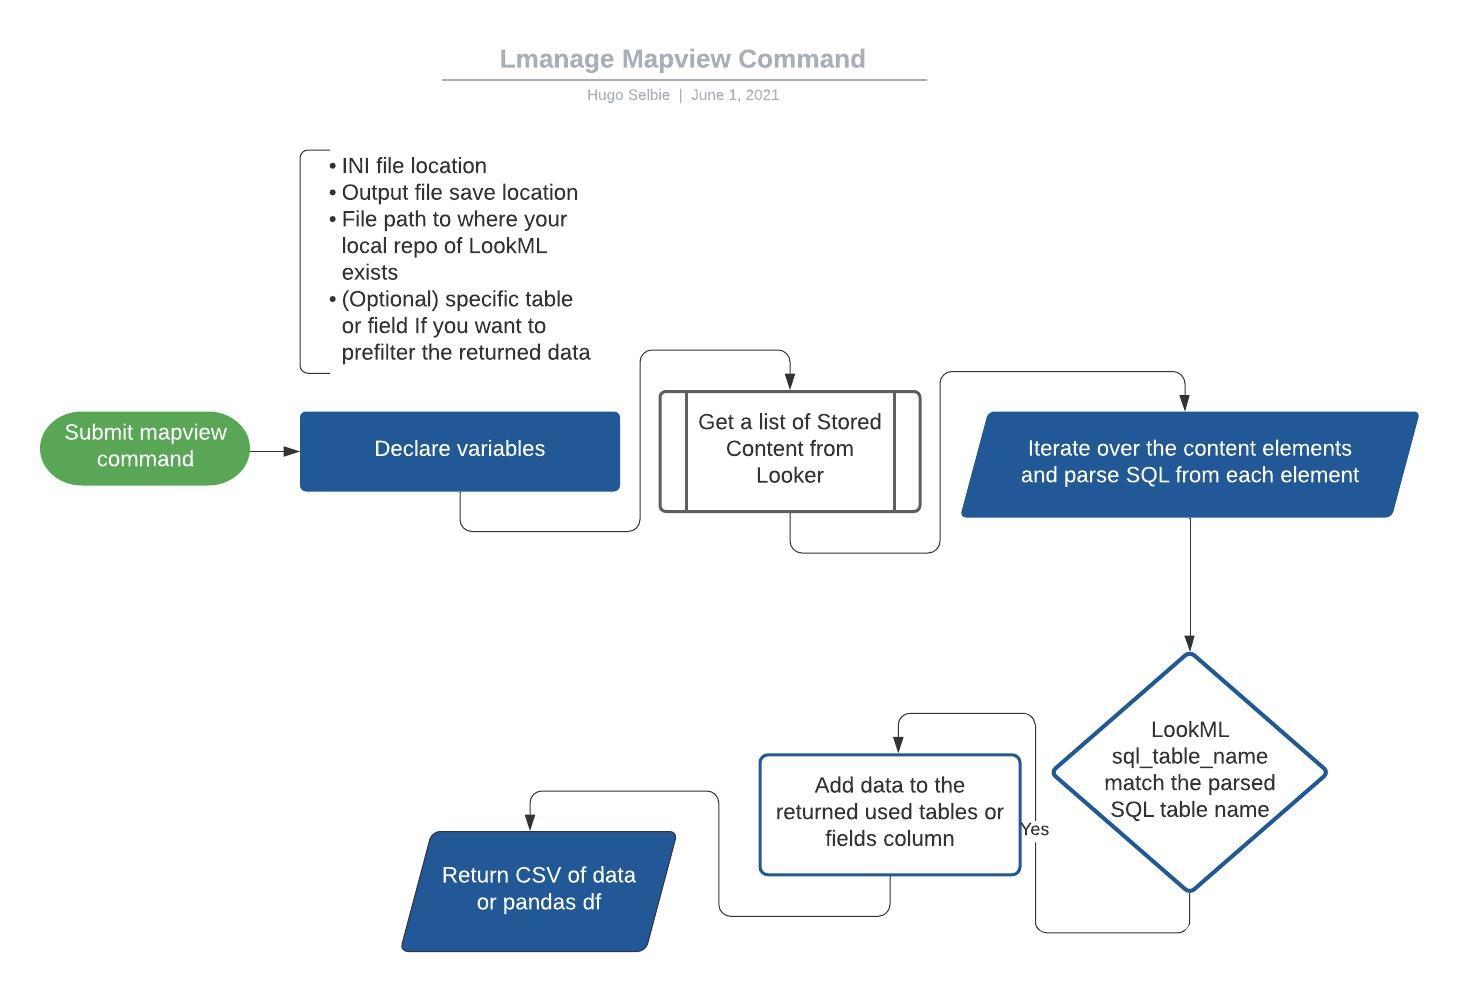 Lmanage Mapview Command
Hugo Selbie | June 1, 2021
• INI file location
• Output file save location
• File path to where your
local repo of LookML
exists
• (Optional) specific table
or field If you want to
prefilter the returned data
Submit mapview
command
Declare variables
Get a list of Stored
Content from
Looker
Iterate over the content elements
and parse SQL from each element
LookML
sql_table_name
match the parsed
SQL table name
Yes
Add data to the
returned used tables or
fields column
Return CSV of data
or pandas df